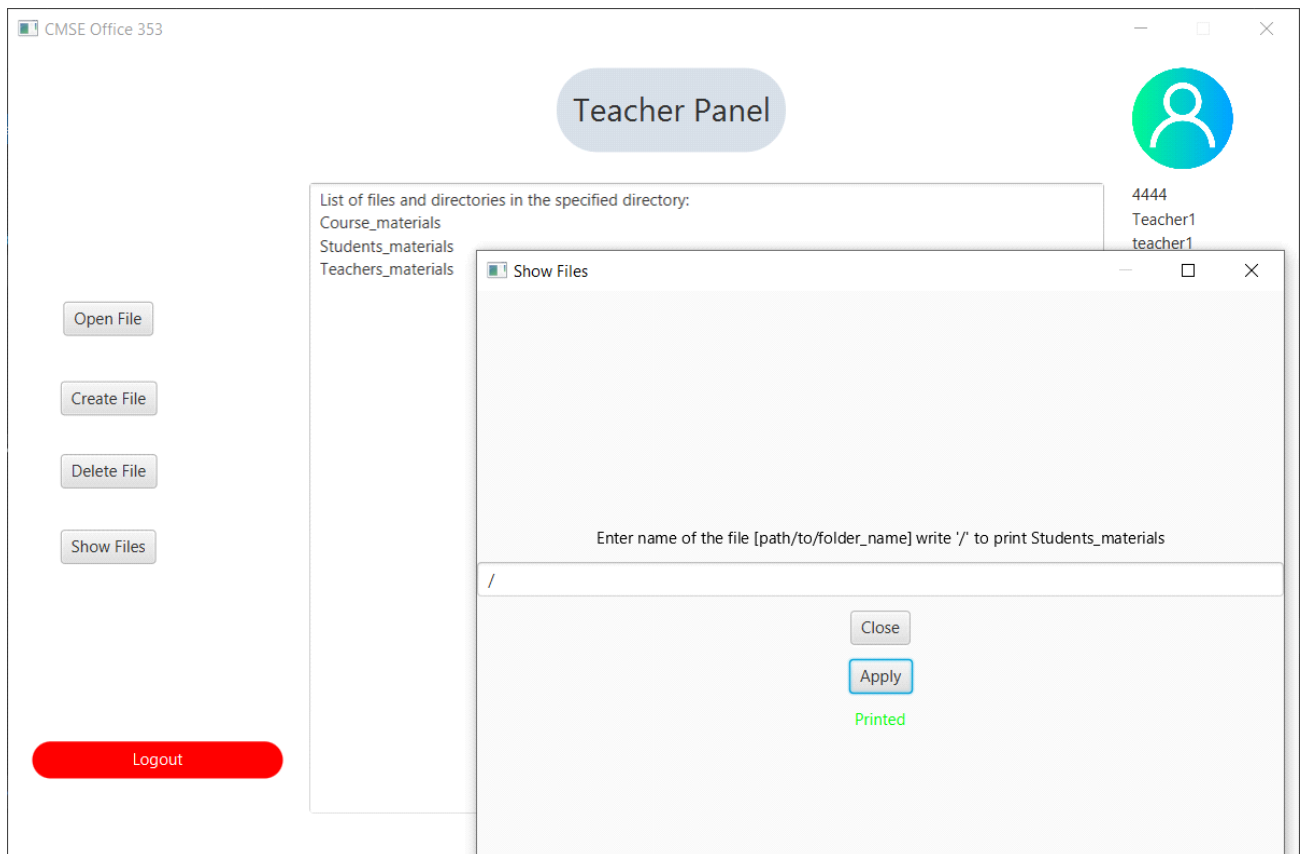 CMSE Office 353
Teacher Panel
4444
Teacher1
teacher1
List of files and directories in the specified directory:
Course_materials
Students_materials
Teachers_materials
Open File
Create File
Delete File
Show Files
Logout
Show Files
Enter name of the file [path/to/folder_name] write '/' to print Students_materials
/
Close
Apply
Printed